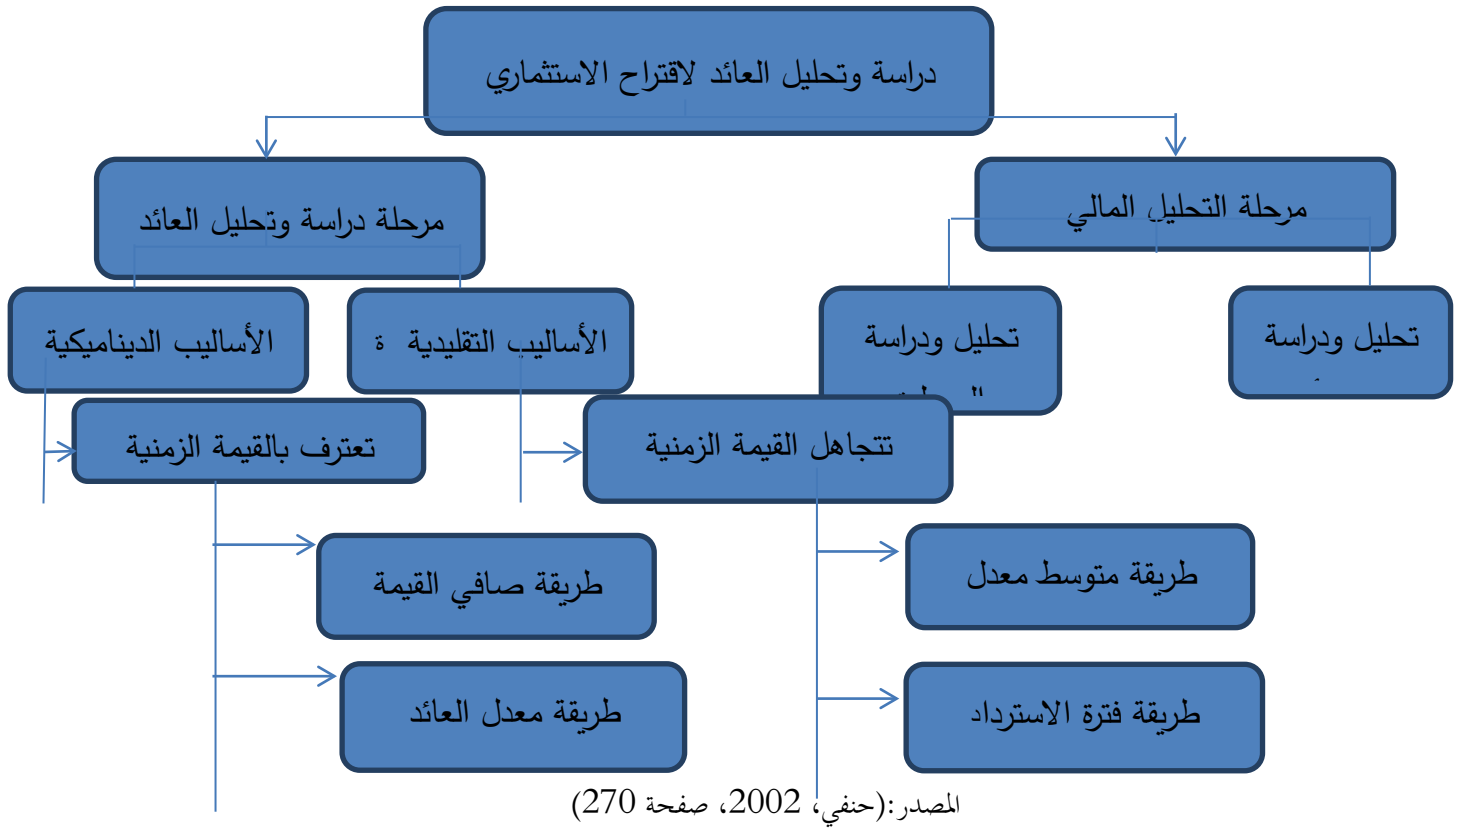 دراسة وتحليل العائد لاقتراح الاستثماري
مرحلة التحليل المالي
مرحلة دراسة وتحليل العائد
تحليل ودراسة
تحليل ودراسة
الأساليب التقليدية ة
الأساليب الديناميكية
تتجاهل القيمة الزمنية
تعترف بالقيمة الزمنية
طريقة متوسط معدل
طريقة صافي القيمة
طريقة فترة الاسترداد
طريقة معدل العائد
المصدر:(حنفي، 2002، صفحة 270)